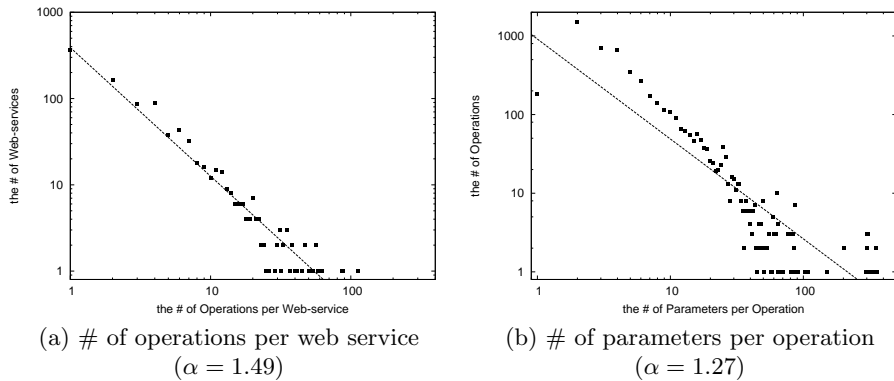 1000
100
10
1
1
10
100
the # of Web-services
the # of Operations per Web-service
(a) # of operations per web service
(α = 1.49)
1000
100
10
1
1
10
100
the # of Operations
the # of Parameters per Operation
(b) # of parameters per operation
(α = 1.27)